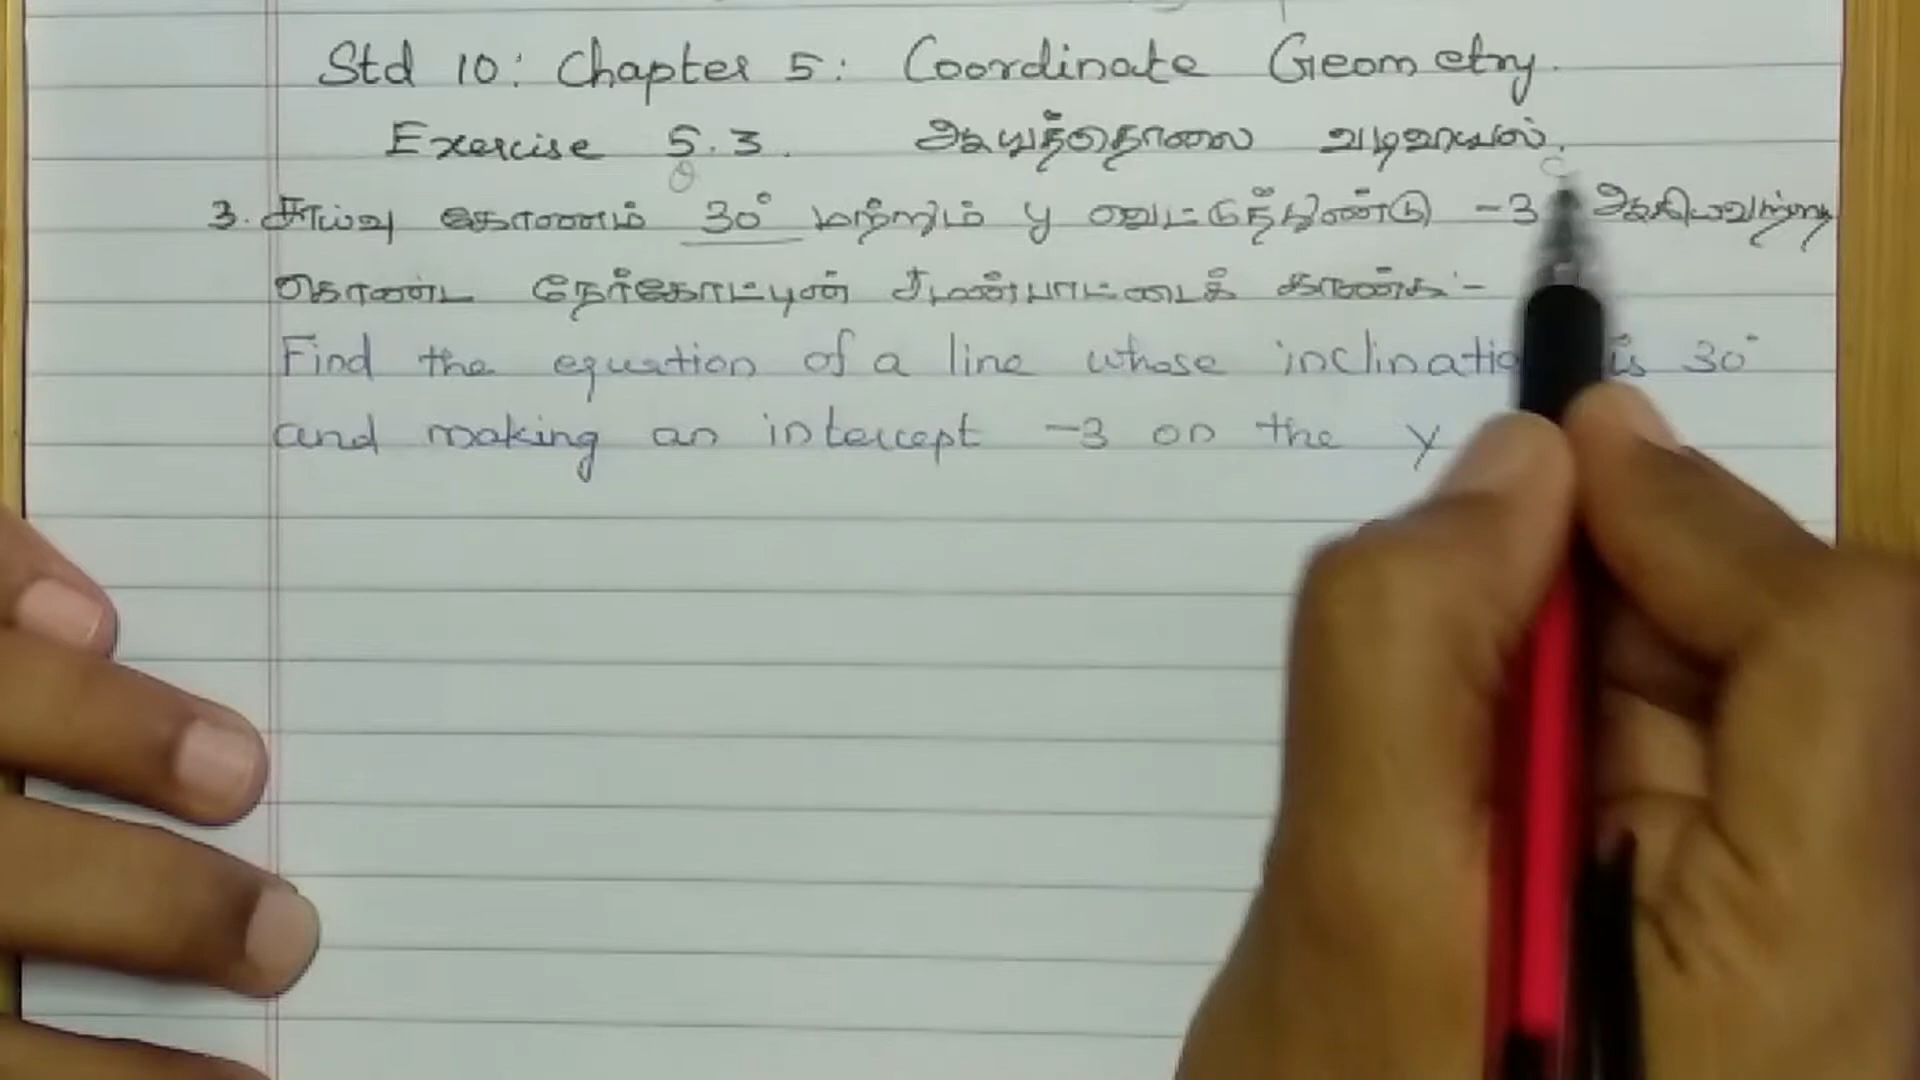 Std 10: Chapter 5: Coordinate Geometry.
Exercise 5.3. ஆயத்தொலை வடிவியல்.
θ
3. சாய்வு கோணம் 30° மற்றும் y வெட்டுத்துண்டு -3 ஆகியவற்றை
கொண்ட நேர்கோட்டின் சமன்பாட்டைக் காண்க:-
Find the equation of a line whose is 30°
and making an intercept -3 on the Y